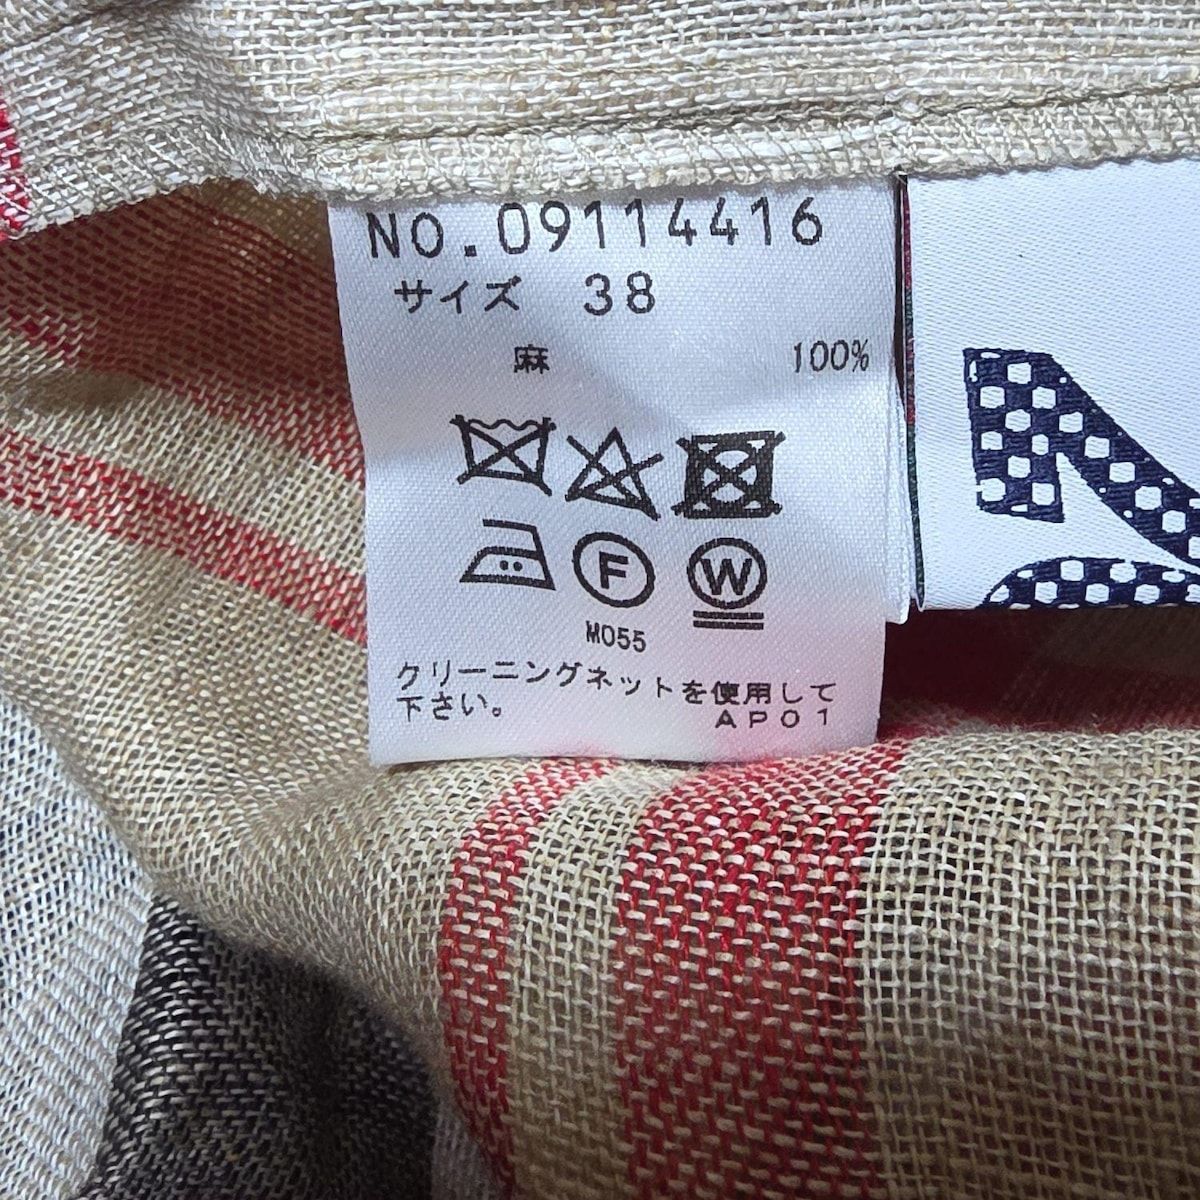 NO.09114416
サイズ 38
麻 100%
F W
M055
クリーニングネットを使用して
下さい。
AP01